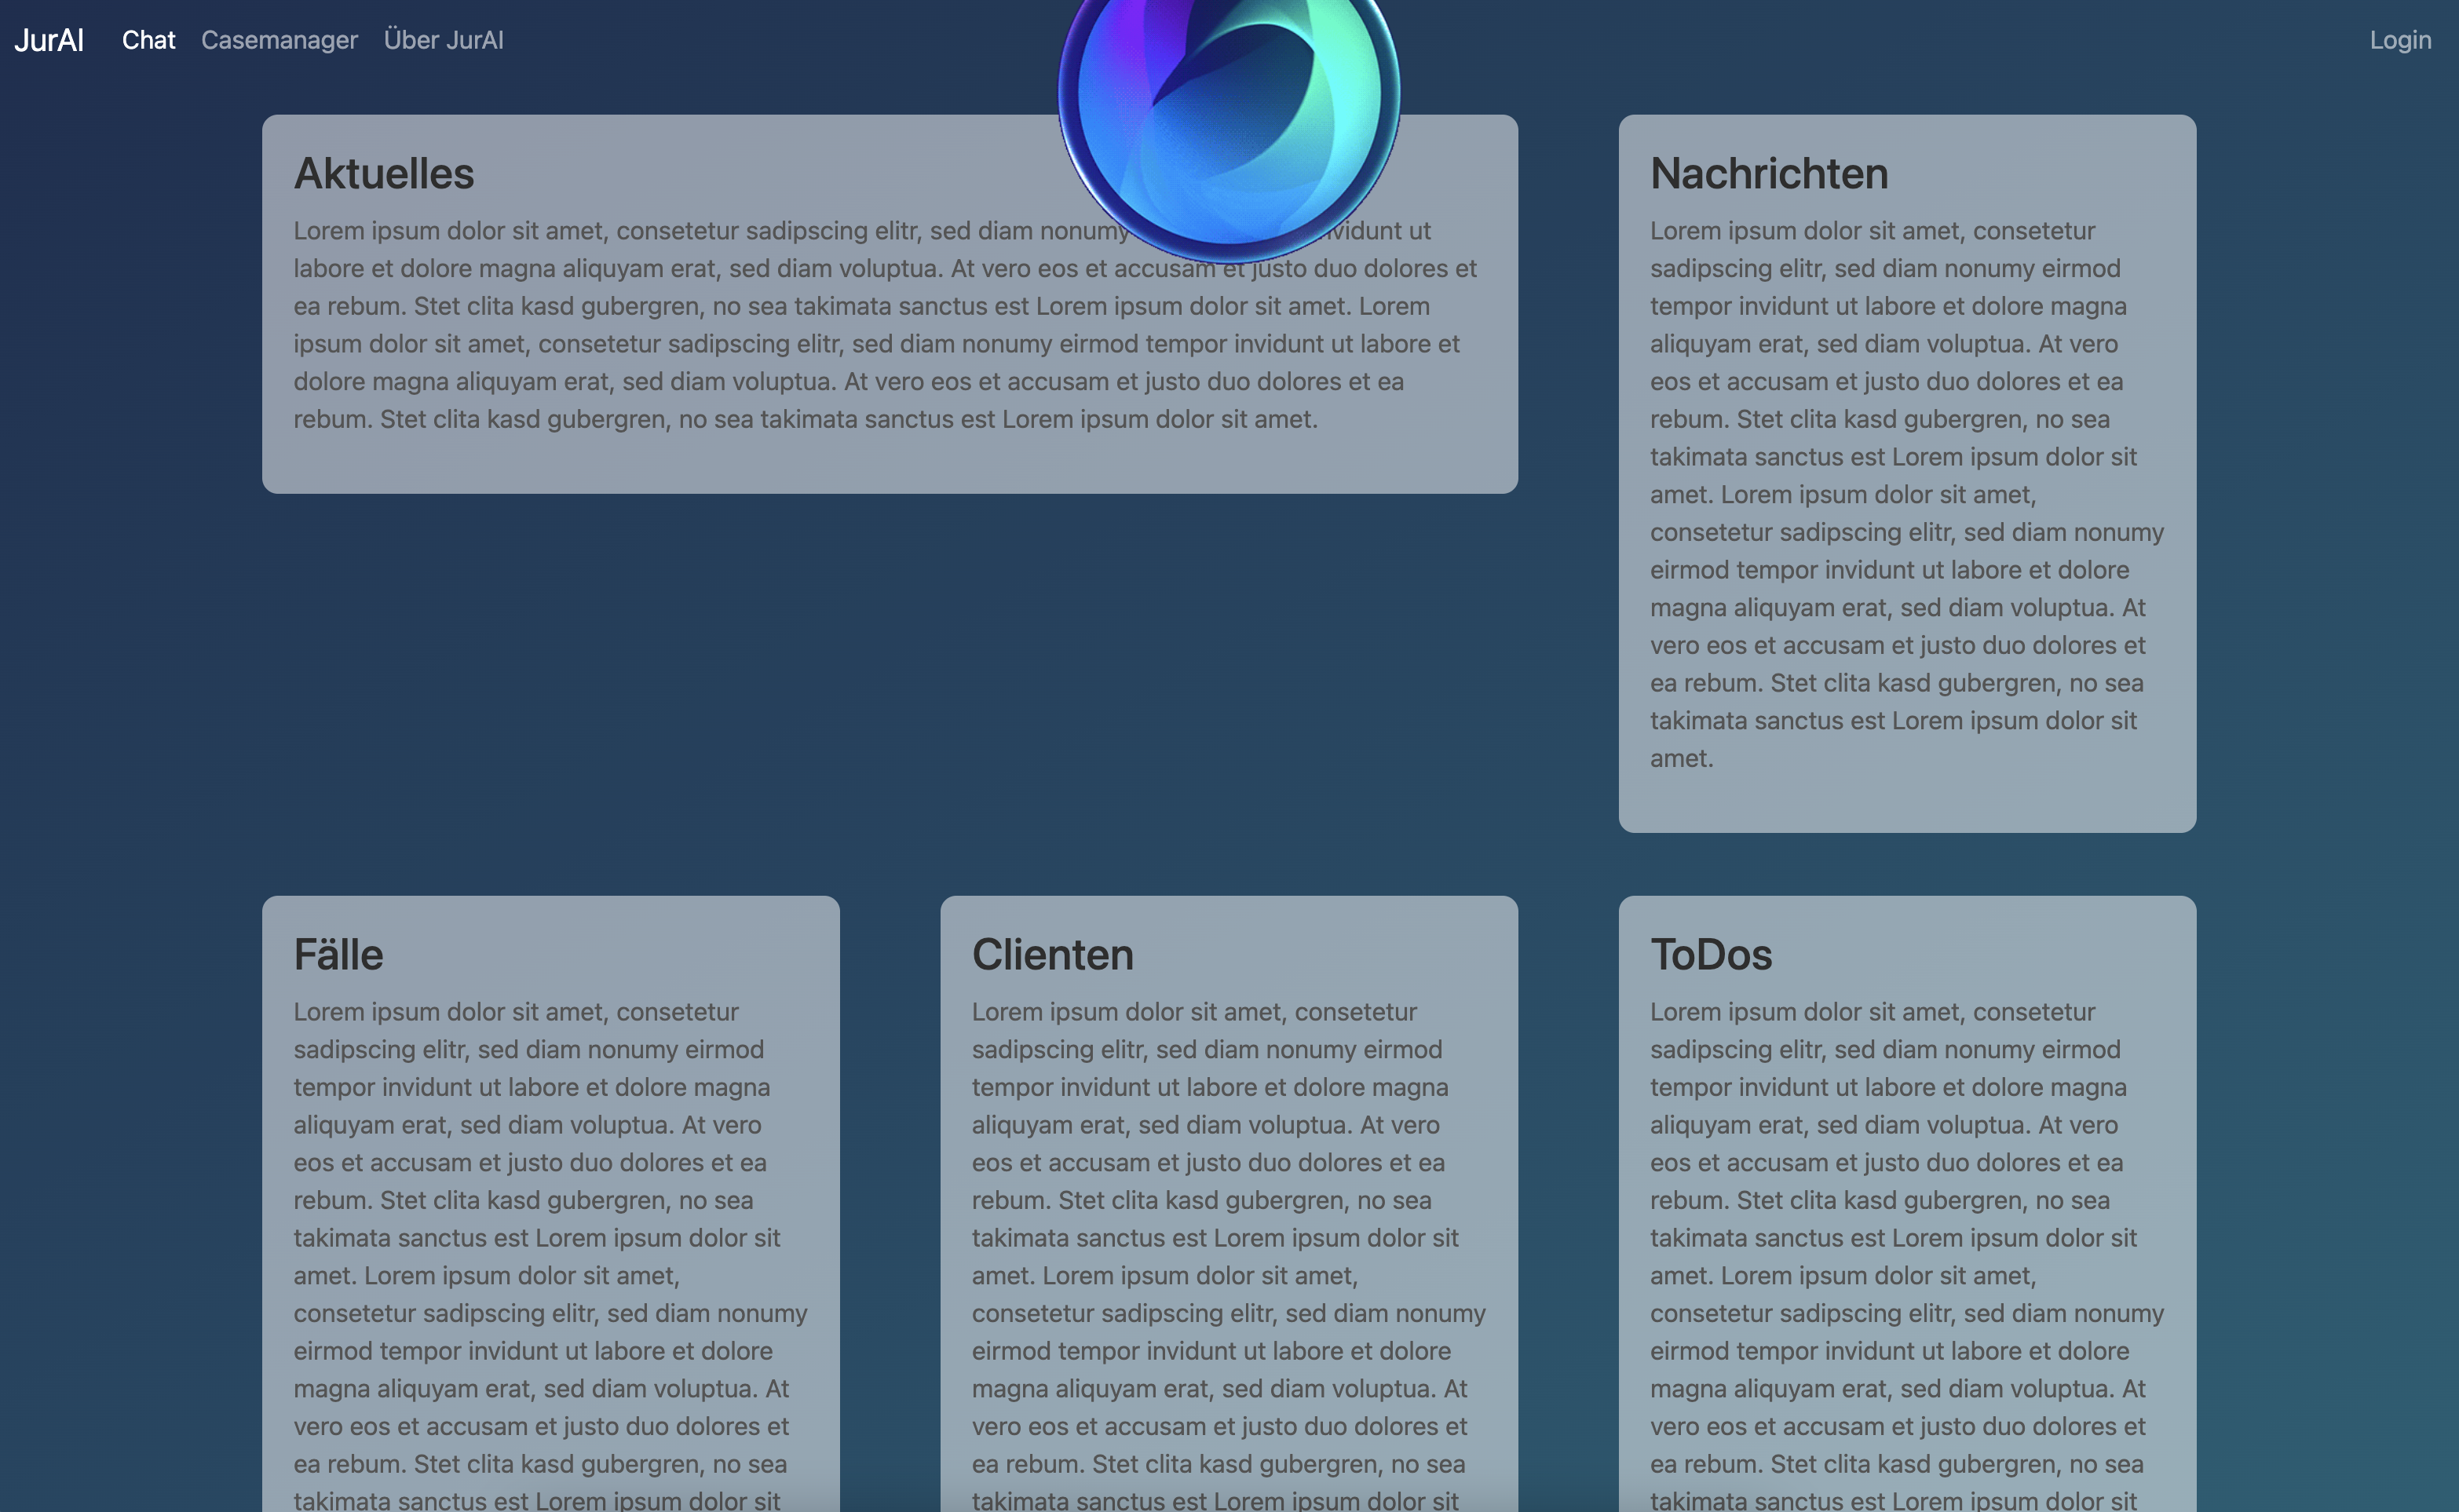 JurAI
Chat
Casemanager
Über JurAI
Login
Aktuelles
Lorem ipsum dolor sit amet, consetetur sadipscing elitr, sed diam nonumy vidunt ut
labore et dolore magna aliquyam erat, sed diam voluptua. At vero eos et accusam et justo duo dolores et
ea rebum. Stet clita kasd gubergren, no sea takimata sanctus est Lorem ipsum dolor sit amet. Lorem
ipsum dolor sit amet, consetetur sadipscing elitr, sed diam nonumy eirmod tempor invidunt ut labore et
dolore magna aliquyam erat, sed diam voluptua. At vero eos et accusam et justo duo dolores et ea
rebum. Stet clita kasd gubergren, no sea takimata sanctus est Lorem ipsum dolor sit amet.
Nachrichten
Lorem ipsum dolor sit amet, consetetur
sadipscing elitr, sed diam nonumy eirmod
tempor invidunt ut labore et dolore magna
aliquyam erat, sed diam voluptua. At vero
eos et accusam et justo duo dolores et ea
rebum. Stet clita kasd gubergren, no sea
takimata sanctus est Lorem ipsum dolor sit
amet. Lorem ipsum dolor sit amet,
consetetur sadipscing elitr, sed diam nonumy
eirmod tempor invidunt ut labore et dolore
magna aliquyam erat, sed diam voluptua. At
vero eos et accusam et justo duo dolores et
ea rebum. Stet clita kasd gubergren, no sea
takimata sanctus est Lorem ipsum dolor sit
amet.
Fälle
Lorem ipsum dolor sit amet, consetetur
sadipscing elitr, sed diam nonumy eirmod
tempor invidunt ut labore et dolore magna
aliquyam erat, sed diam voluptua. At vero
eos et accusam et justo duo dolores et ea
rebum. Stet clita kasd gubergren, no sea
takimata sanctus est Lorem ipsum dolor sit
amet. Lorem ipsum dolor sit amet,
consetetur sadipscing elitr, sed diam nonumy
eirmod tempor invidunt ut labore et dolore
magna aliquyam erat, sed diam voluptua. At
vero eos et accusam et justo duo dolores et
ea rebum. Stet clita kasd gubergren, no sea
takimata sanctus est Lorem ipsum dolor sit
Clienten
Lorem ipsum dolor sit amet, consetetur
sadipscing elitr, sed diam nonumy eirmod
tempor invidunt ut labore et dolore magna
aliquyam erat, sed diam voluptua. At vero
eos et accusam et justo duo dolores et ea
rebum. Stet clita kasd gubergren, no sea
takimata sanctus est Lorem ipsum dolor sit
amet. Lorem ipsum dolor sit amet,
consetetur sadipscing elitr, sed diam nonumy
eirmod tempor invidunt ut labore et dolore
magna aliquyam erat, sed diam voluptua. At
vero eos et accusam et justo duo dolores et
ea rebum. Stet clita kasd gubergren, no sea
takimata sanctus est Lorem ipsum dolor sit
ToDos
Lorem ipsum dolor sit amet, consetetur
sadipscing elitr, sed diam nonumy eirmod
tempor invidunt ut labore et dolore magna
aliquyam erat, sed diam voluptua. At vero
eos et accusam et justo duo dolores et ea
rebum. Stet clita kasd gubergren, no sea
takimata sanctus est Lorem ipsum dolor sit
amet. Lorem ipsum dolor sit amet,
consetetur sadipscing elitr, sed diam nonumy
eirmod tempor invidunt ut labore et dolore
magna aliquyam erat, sed diam voluptua. At
vero eos et accusam et justo duo dolores et
ea rebum. Stet clita kasd gubergren, no sea
takimata sanctus est Lorem ipsum dolor sit